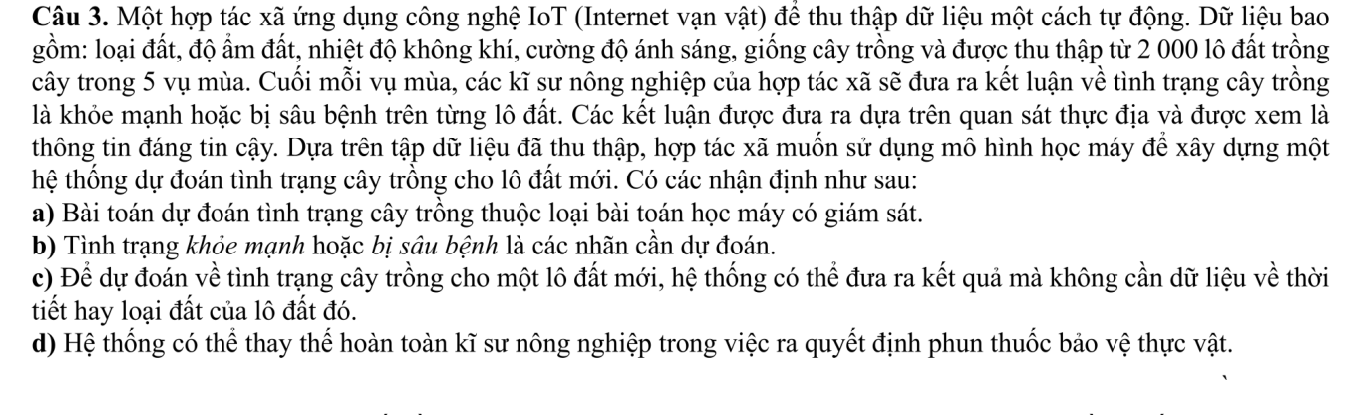 Câu 3. Một hợp tác xã ứng dụng công nghệ IoT (Internet vạn vật) để thu thập dữ liệu một cách tự động. Dữ liệu bao
gồm: loại đất, độ ẩm đất, nhiệt độ không khí, cường độ ánh sáng, giống cây trồng và được thu thập từ 2 000 lô đất trồng
cây trong 5 vụ mùa. Cuối mỗi vụ mùa, các kĩ sư nông nghiệp của hợp tác xã sẽ đưa ra kết luận về tình trạng cây trồng
là khỏe mạnh hoặc bị sâu bệnh trên từng lô đất. Các kết luận được đưa ra dựa trên quan sát thực địa và được xem là
thông tin đáng tin cậy. Dựa trên tập dữ liệu đã thu thập, hợp tác xã muốn sử dụng mô hình học máy để xây dựng một
hệ thống dự đoán tình trạng cây trồng cho lô đất mới. Có các nhận định như sau:
a) Bài toán dự đoán tình trạng cây trồng thuộc loại bài toán học máy có giám sát.
b) Tình trạng khỏe mạnh hoặc bị sâu bệnh là các nhãn cần dự đoán.
c) Để dự đoán về tình trạng cây trồng cho một lô đất mới, hệ thống có thể đưa ra kết quả mà không cần dữ liệu về thời
tiết hay loại đất của lô đất đó.
d) Hệ thống có thể thay thế hoàn toàn kĩ sư nông nghiệp trong việc ra quyết định phun thuốc bảo vệ thực vật.